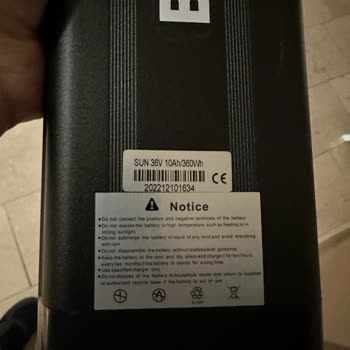 B
SUN 36V 10Ah/360Wh
202212101634
CE
Notice
●Do not connect the positive and negative terminals of the battery
●Do not expose the battery to high temperature such as heating or in
strong sunlight.
●Do not submerge the battery in liquid of any kind,and avoid drenching
with rain
●Do not disassemble the battery without professional guidance
●Keep the battery in the cool and dry place and charge it for two hours
every two months if the battery is stored for a long time
●Use specified charger only.
●Do not dispose of the battery in household waste and return to supplier
or authorised recycle base if the battery is out of use
Li-ion